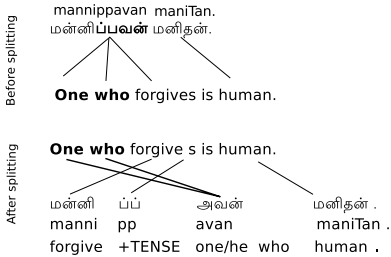 Before splitting
mannippavan maniTan.
மன்னிப்பவன் மனிதன்.
One who forgives is human.
After splitting
One who forgive s is human.
மன்னி ப்ப் அவன் மனிதன் .
manni pp avan maniTan .
forgive +TENSE one/he who human .